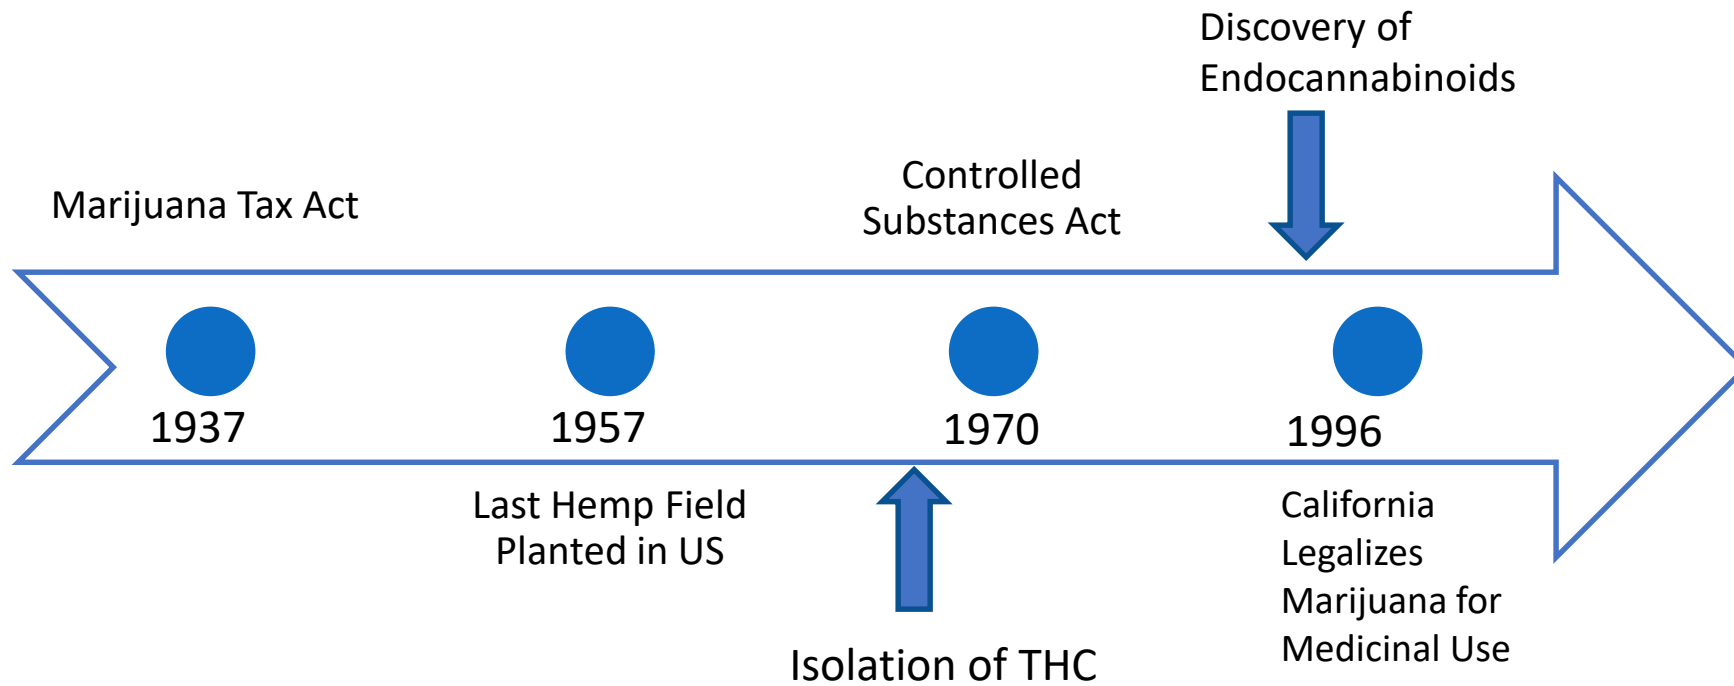 Discovery of
Endocannabinoids
Marijuana Tax Act
Controlled
Substances Act
1937
1957
1970
1996
Last Hemp Field
Planted in US
Isolation of THC
California
Legalizes
Marijuana for
Medicinal Use